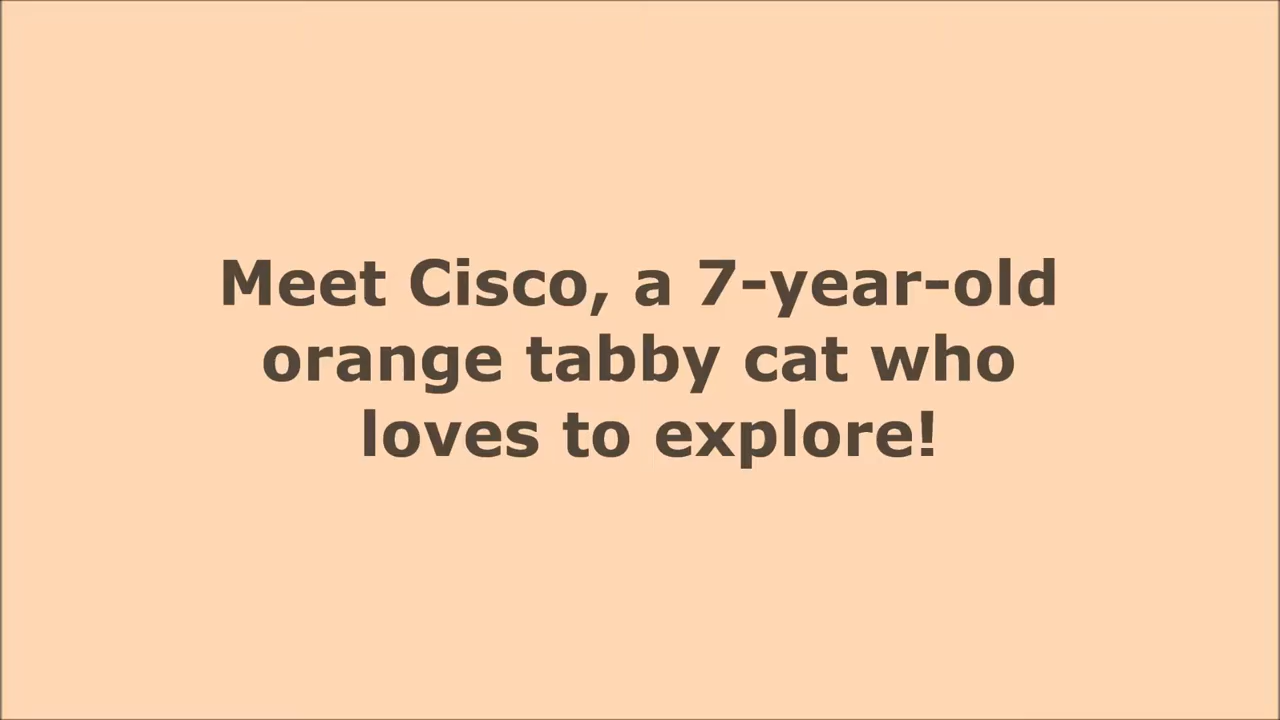 Meet Cisco, a 7-year-old
orange tabby cat who
loves to explore!